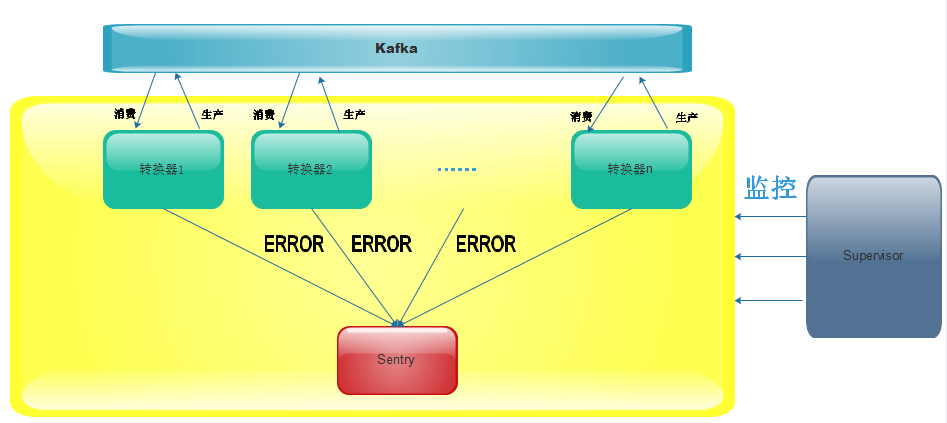 Kafka
消费
生产
消费
生产
消费
生产
转换器1
转换器2
......
转换器n
监控
ERROR
ERROR
ERROR
Supervisor
Sentry